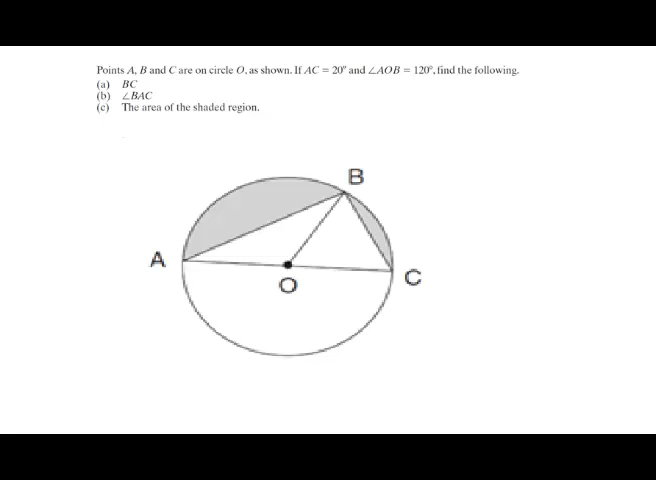 Points A, B and C are on circle O, as shown. If AC = 20" and ∠AOB = 120°, find the following.
(a) BC
(b) ∠BAC
(c) The area of the shaded region.
B
A
O
C